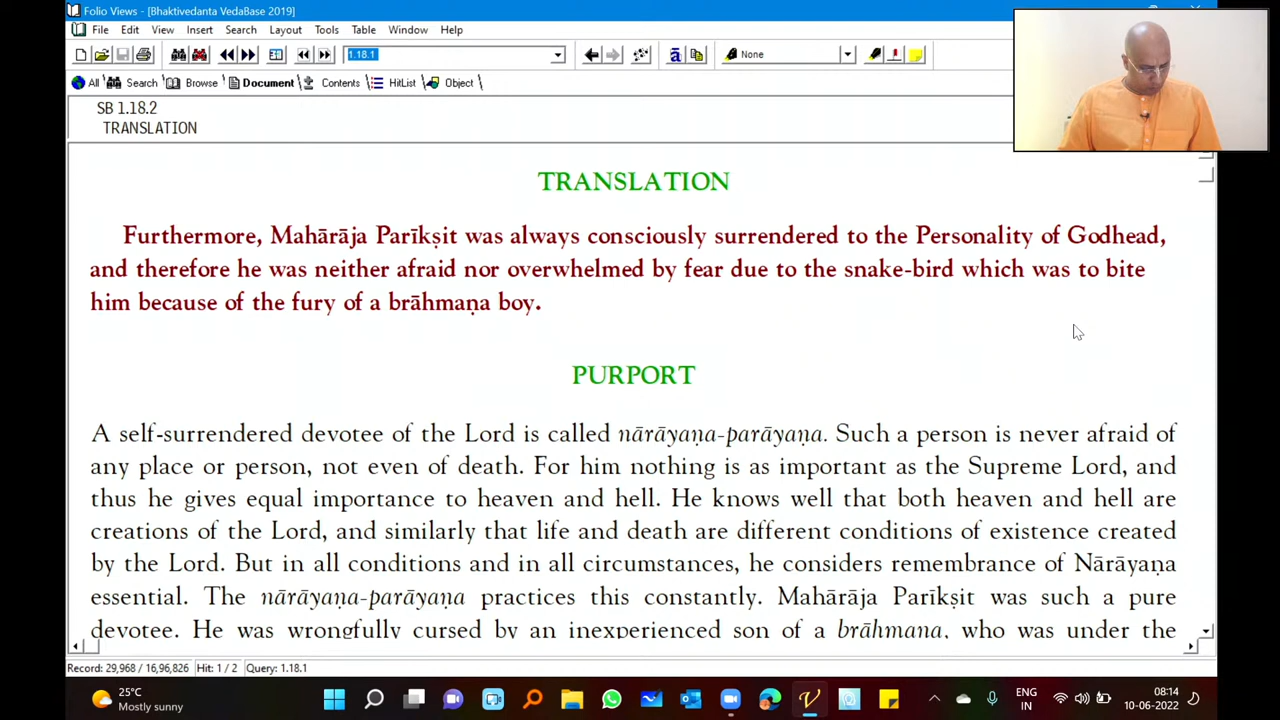 Folio Views - [Bhaktivedanta VedaBase 2019]
File Edit View Insert Search Layout Tools Table Window Help
1.18.1
None
All Search Browse Document Contents HitList Object
SB 1.18.2
TRANSLATION
TRANSLATION
Furthermore, Mahārāja Parīkṣit was always consciously surrendered to the Personality of Godhead,
and therefore he was neither afraid nor overwhelmed by fear due to the snake-bird which was to bite
him because of the fury of a brāhmaṇa boy.
PURPORT
A self-surrendered devotee of the Lord is called nārāyaṇa-parāyaṇa. Such a person is never afraid of
any place or person, not even of death. For him nothing is as important as the Supreme Lord, and
thus he gives equal importance to heaven and hell. He knows well that both heaven and hell are
creations of the Lord, and similarly that life and death are different conditions of existence created
by the Lord. But in all conditions and in all circumstances, he considers remembrance of Nārāyaṇa
essential. The nārāyaṇa-parāyaṇa practices this constantly. Mahārāja Parīkṣit was such a pure
devotee. He was wrongfully cursed by an inexperienced son of a brāhmaṇa, who was under the
Record: 29,968 / 16,96,826 Hit: 1 / 2 Query: 1.18.1
25°C
Mostly sunny
ENG
IN
08:14
10-06-2022